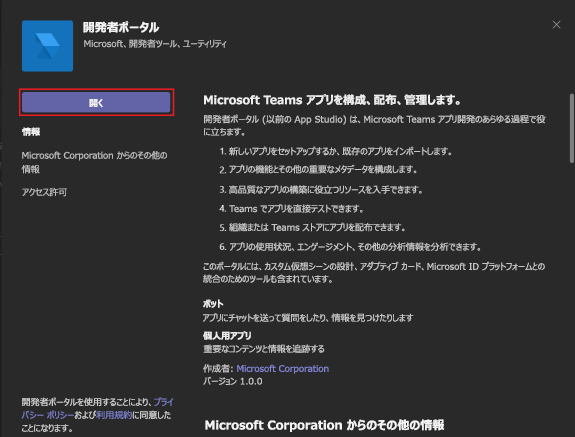 開発者ポータル
Microsoft、開発者ツール、ユーティリティ
開く
情報
Microsoft Corporation からのその他の
情報
アクセス許可
Microsoft Teams アプリを構成、配布、管理します。
開発者ポータル (以前の App Studio) は、Microsoft Teams アプリ開発のあらゆる過程で役
に立ちます。
1. 新しいアプリをセットアップするか、既存のアプリをインポートします。
2. アプリの機能とその他の重要なメタデータを構成します。
3. 高品質なアプリの構築に役立つリソースを入手できます。
4. Teams でアプリを直接テストできます。
5. 組織または Teams ストアにアプリを配布できます。
6. アプリの使用状況、エンゲージメント、その他の分析情報を分析できます。
このポータルには、カスタム仮想シーンの設計、アダプティブ カード、Microsoft ID プラットフォームとの
統合のためのツールも含まれています。
ボット
アプリにチャットを送って質問をしたり、情報を見つけたりします
個人用アプリ
重要なコンテンツと情報を追跡する
作成者: Microsoft Corporation
バージョン 1.0.0
開発者ポータルを使用することにより、プライ
バシー ポリシーおよび利用規約に同意した
ことになります。
Microsoft Corporation からのその他の情報